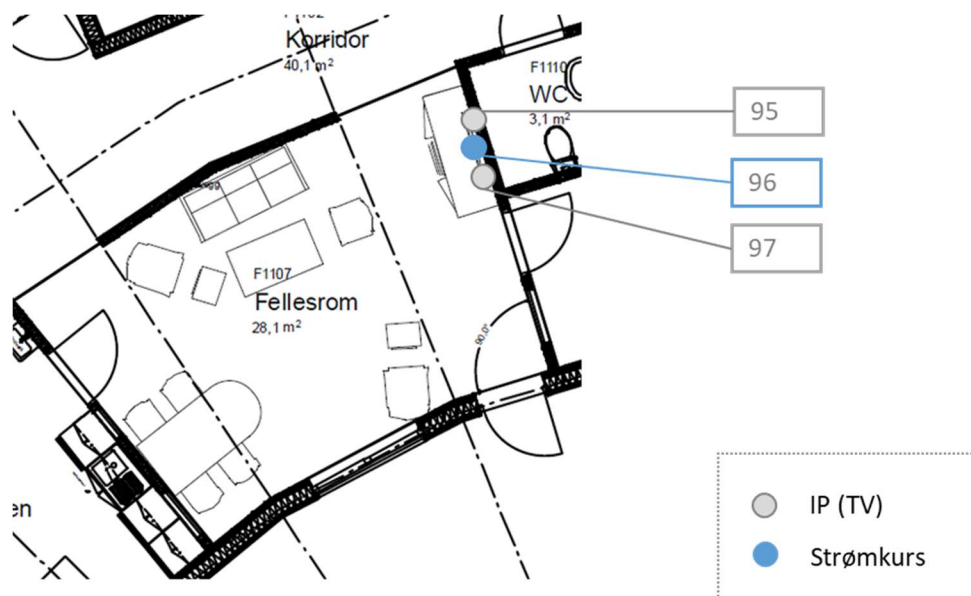 Korridor
40,1 m²
F1110
WC
3,1 m²
95
96
97
F1107
Fellesrom
28,1 m²
90.0°
en
IP (TV)
Strømkurs